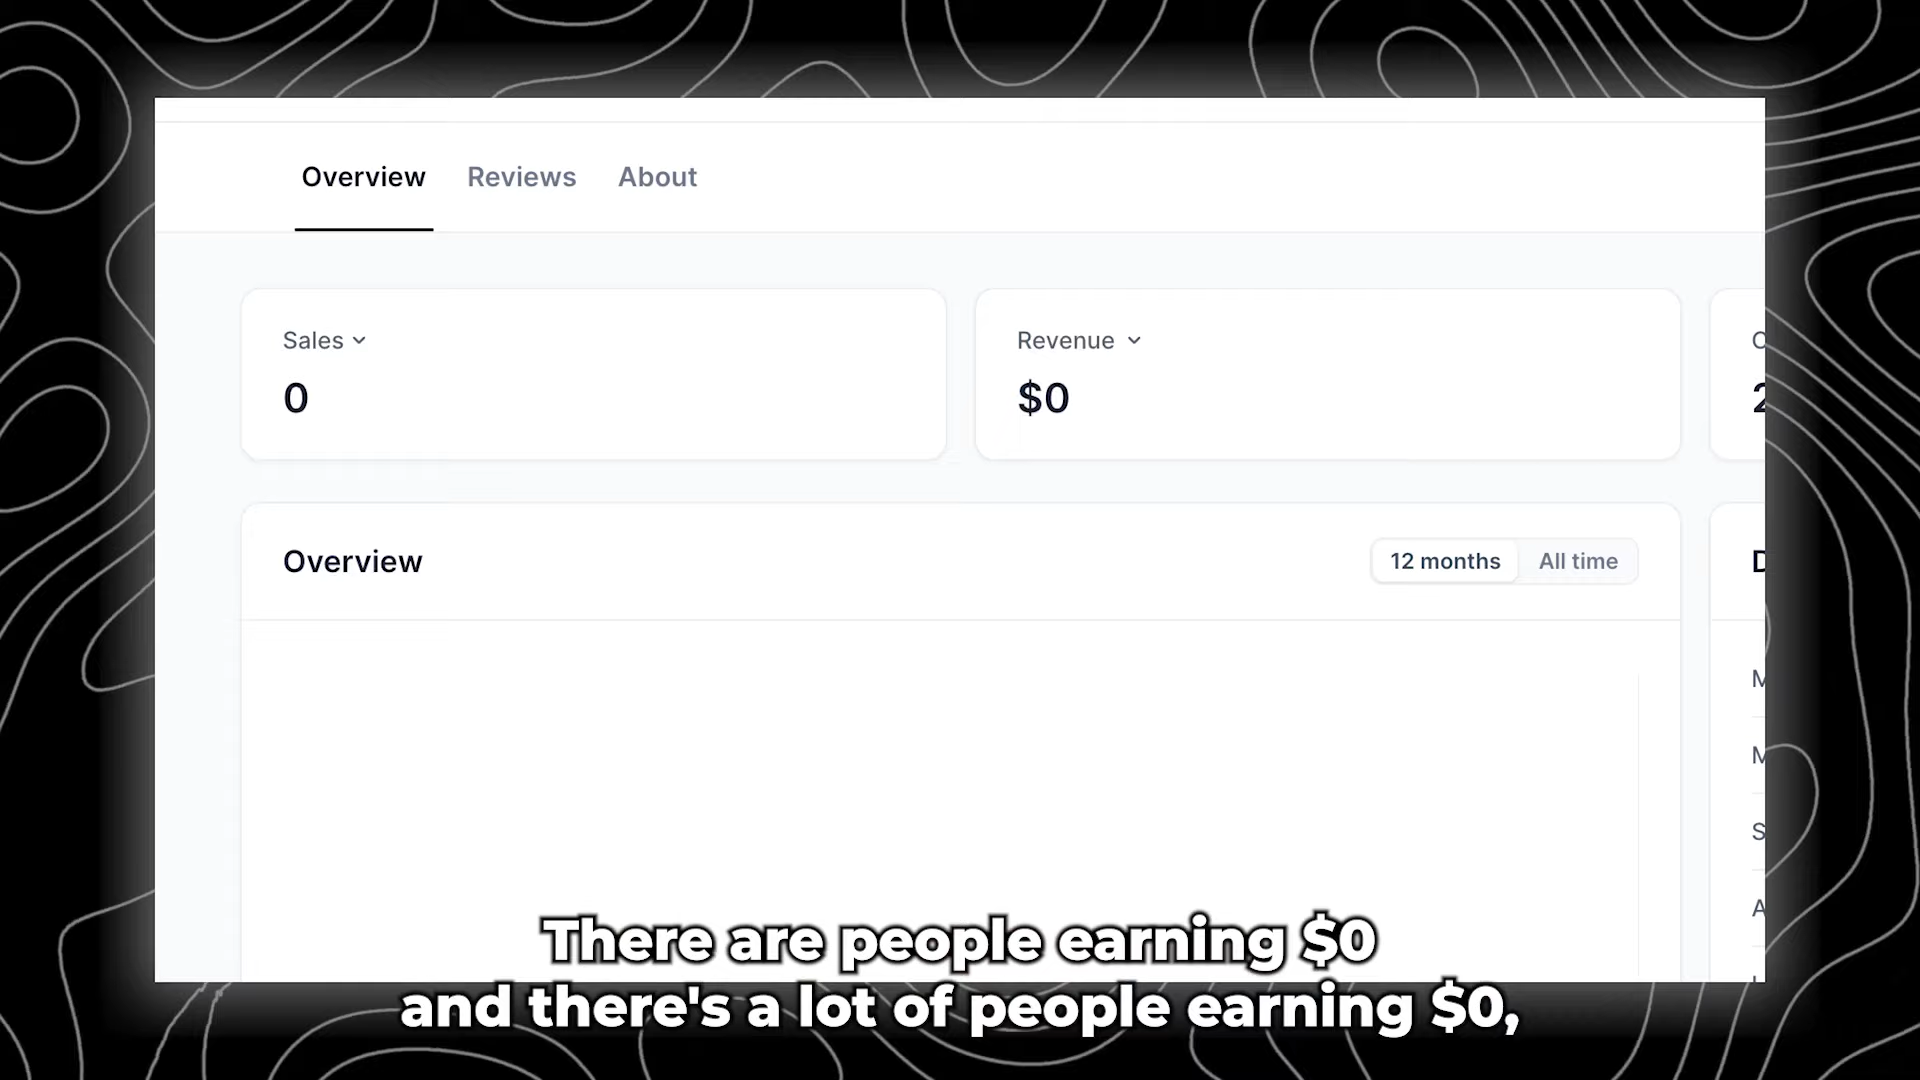 Overview Reviews About
Sales
0
Revenue
$0
Overview
12 months All time
There are people earning $0
and there's a lot of people earning $0,